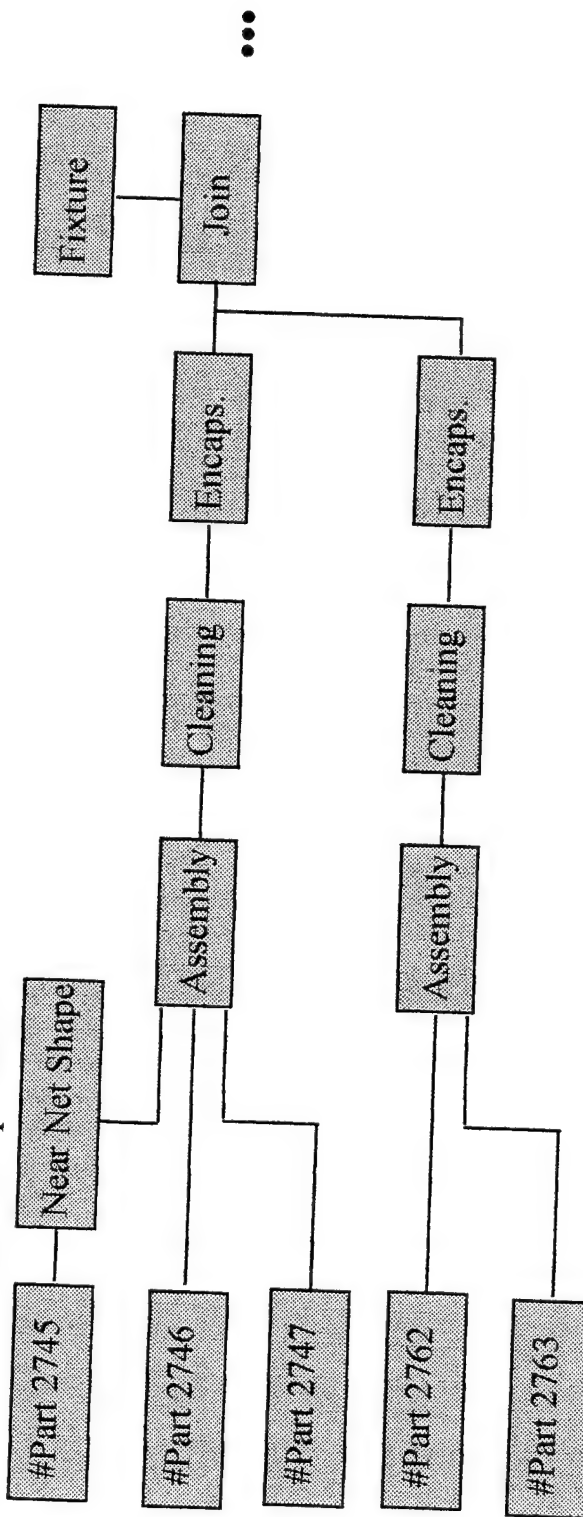 Fixture
Join
•••
Encaps.
Encaps.
Cleaning
Cleaning
Near Net Shape
Assembly
Assembly
#Part 2745
#Part 2746
#Part 2747
#Part 2762
#Part 2763